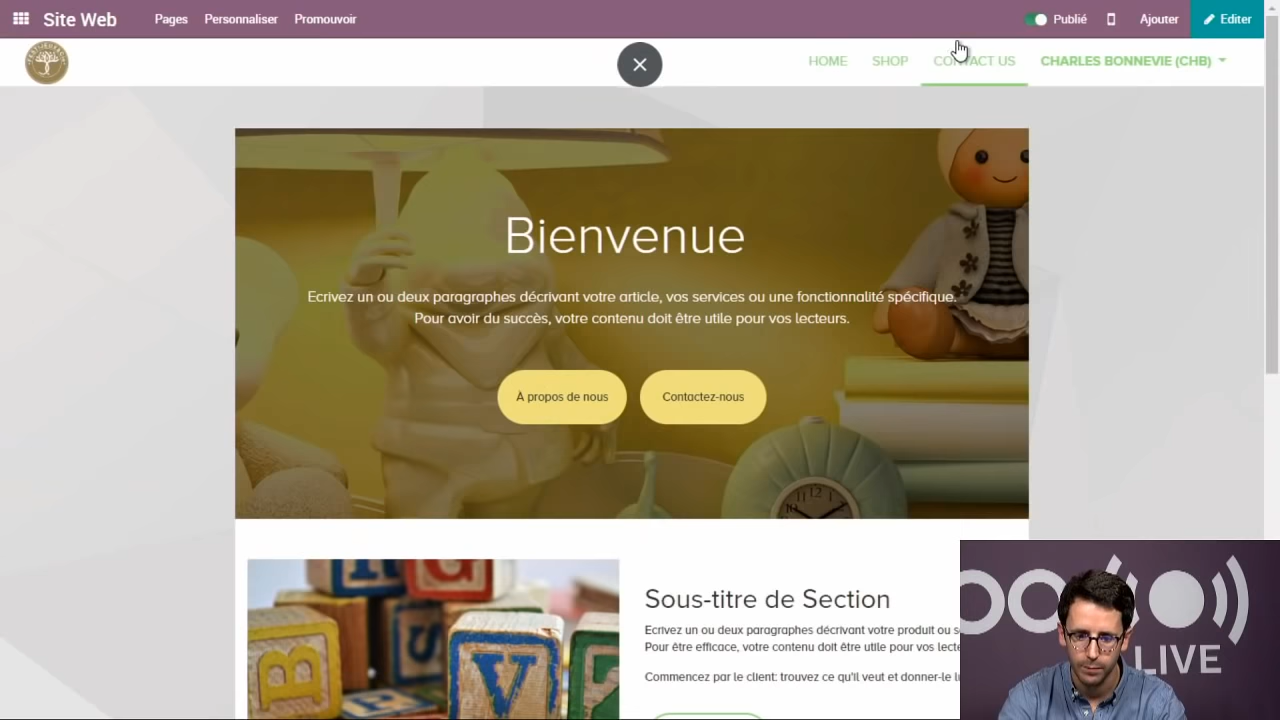 Site Web Pages Personnaliser Promouvoir Publié Ajouter Editer
HOME SHOP CONTACT US CHARLES BONNEVIE (CHB)
Bienvenue
Ecrivez un ou deux paragraphes décrivant votre article, vos services ou une fonctionnalité spécifique.
Pour avoir du succès, votre contenu doit être utile pour vos lecteurs.
À propos de nous
Contactez-nous
Sous-titre de Section
Ecrivez un ou deux paragraphes décrivant votre produit ou s
Pour être efficace, votre contenu doit être utile pour vos lecte
Commencez par le client: trouvez ce qu'il veut et donner-le l
B
V
LIVE